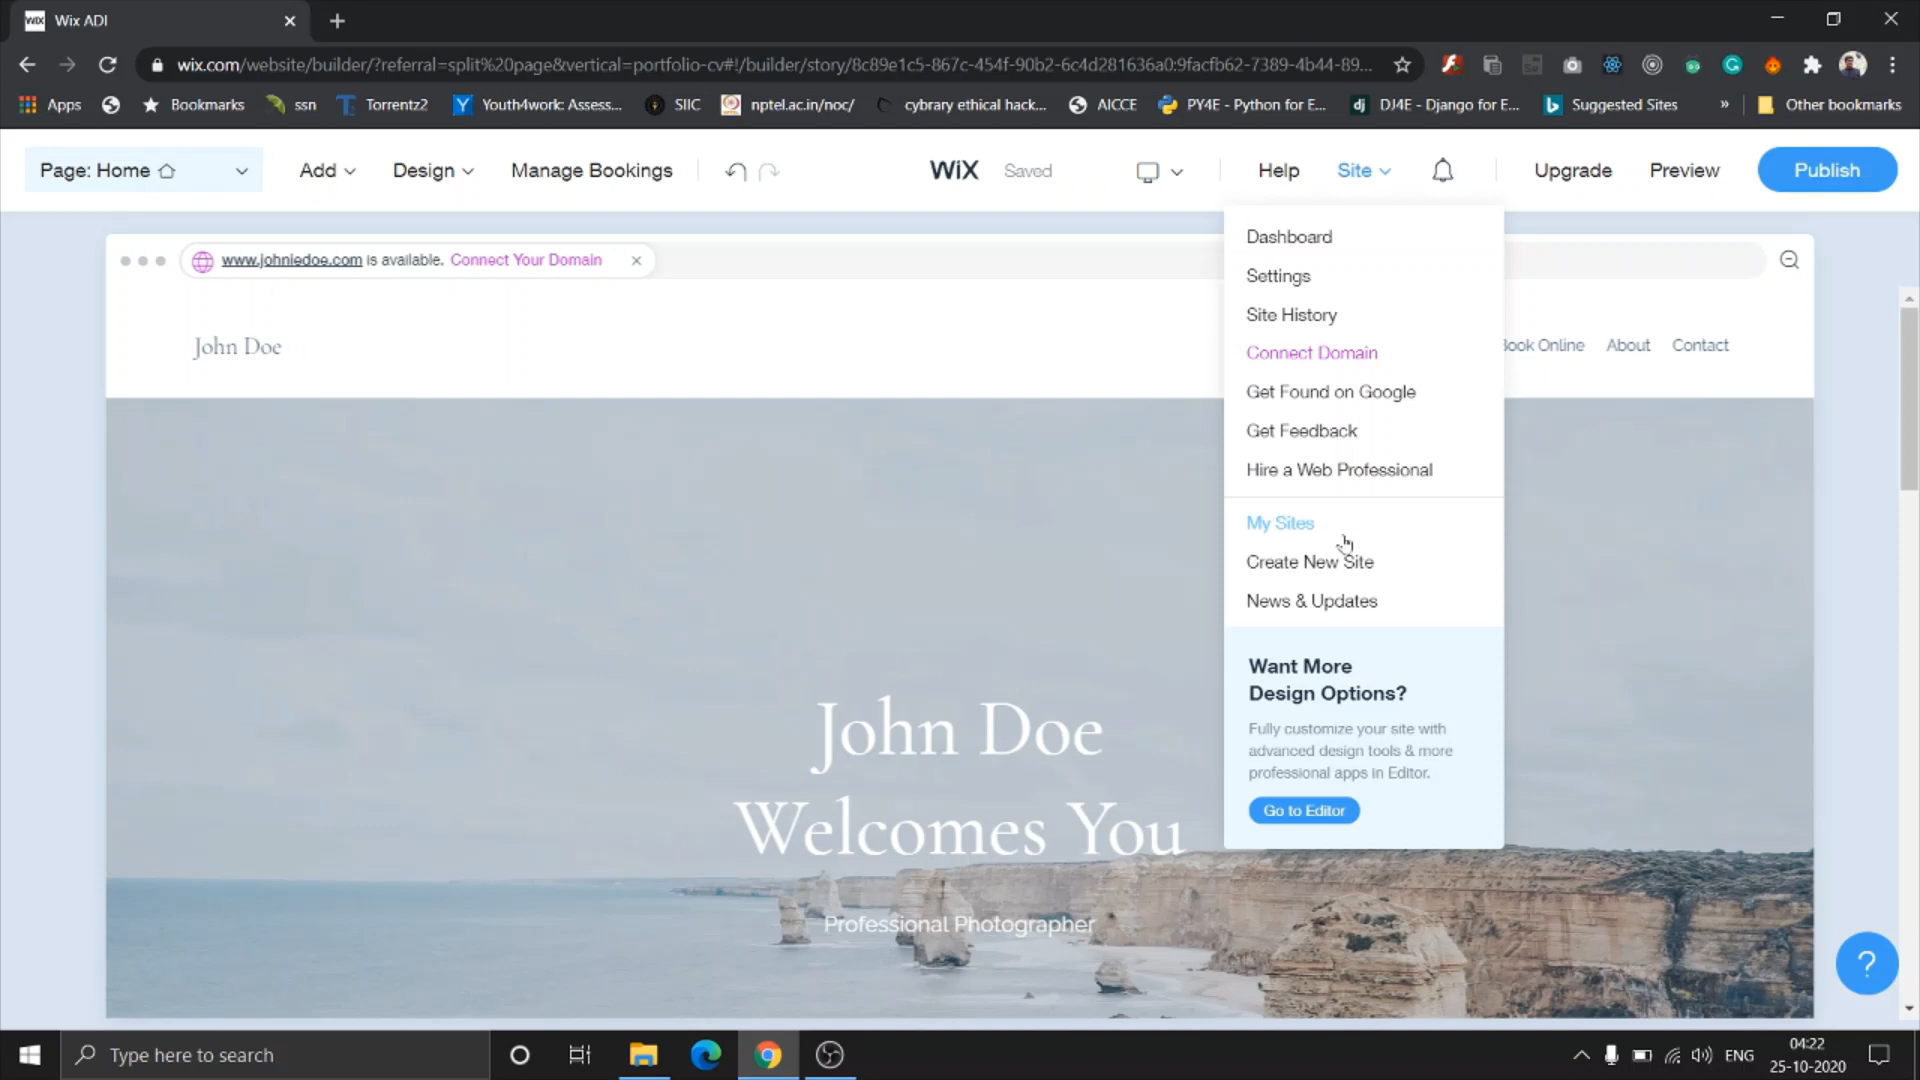 WiX Wix ADI
wix.com/website/builder/?referral=split%20page&vertical=portfolio-cv#!/builder/story/8c89e1c5-867c-454f-90b2-6c4d281636a0:9facfb62-7389-4b44-89...
Apps Bookmarks ssn Torrentz2 Youth4work: Assess... SIIC nptel.ac.in/noc/ cybrary ethical hack... AICCE PY4E - Python for E... DJ4E - Django for E... Suggested Sites » Other bookmarks
Page: Home Add Design Manage Bookings WiX Saved Help Site Upgrade Preview Publish
www.johniedoe.com is available. Connect Your Domain
John Doe
Book Online About Contact
Dashboard
Settings
Site History
Connect Domain
Get Found on Google
Get Feedback
Hire a Web Professional
My Sites
Create New Site
News & Updates
Want More
Design Options?
Fully customize your site with
advanced design tools & more
professional apps in Editor.
Go to Editor
John Doe
Welcomes You
Professional Photographer
?
Type here to search
ENG
04:22
25-10-2020